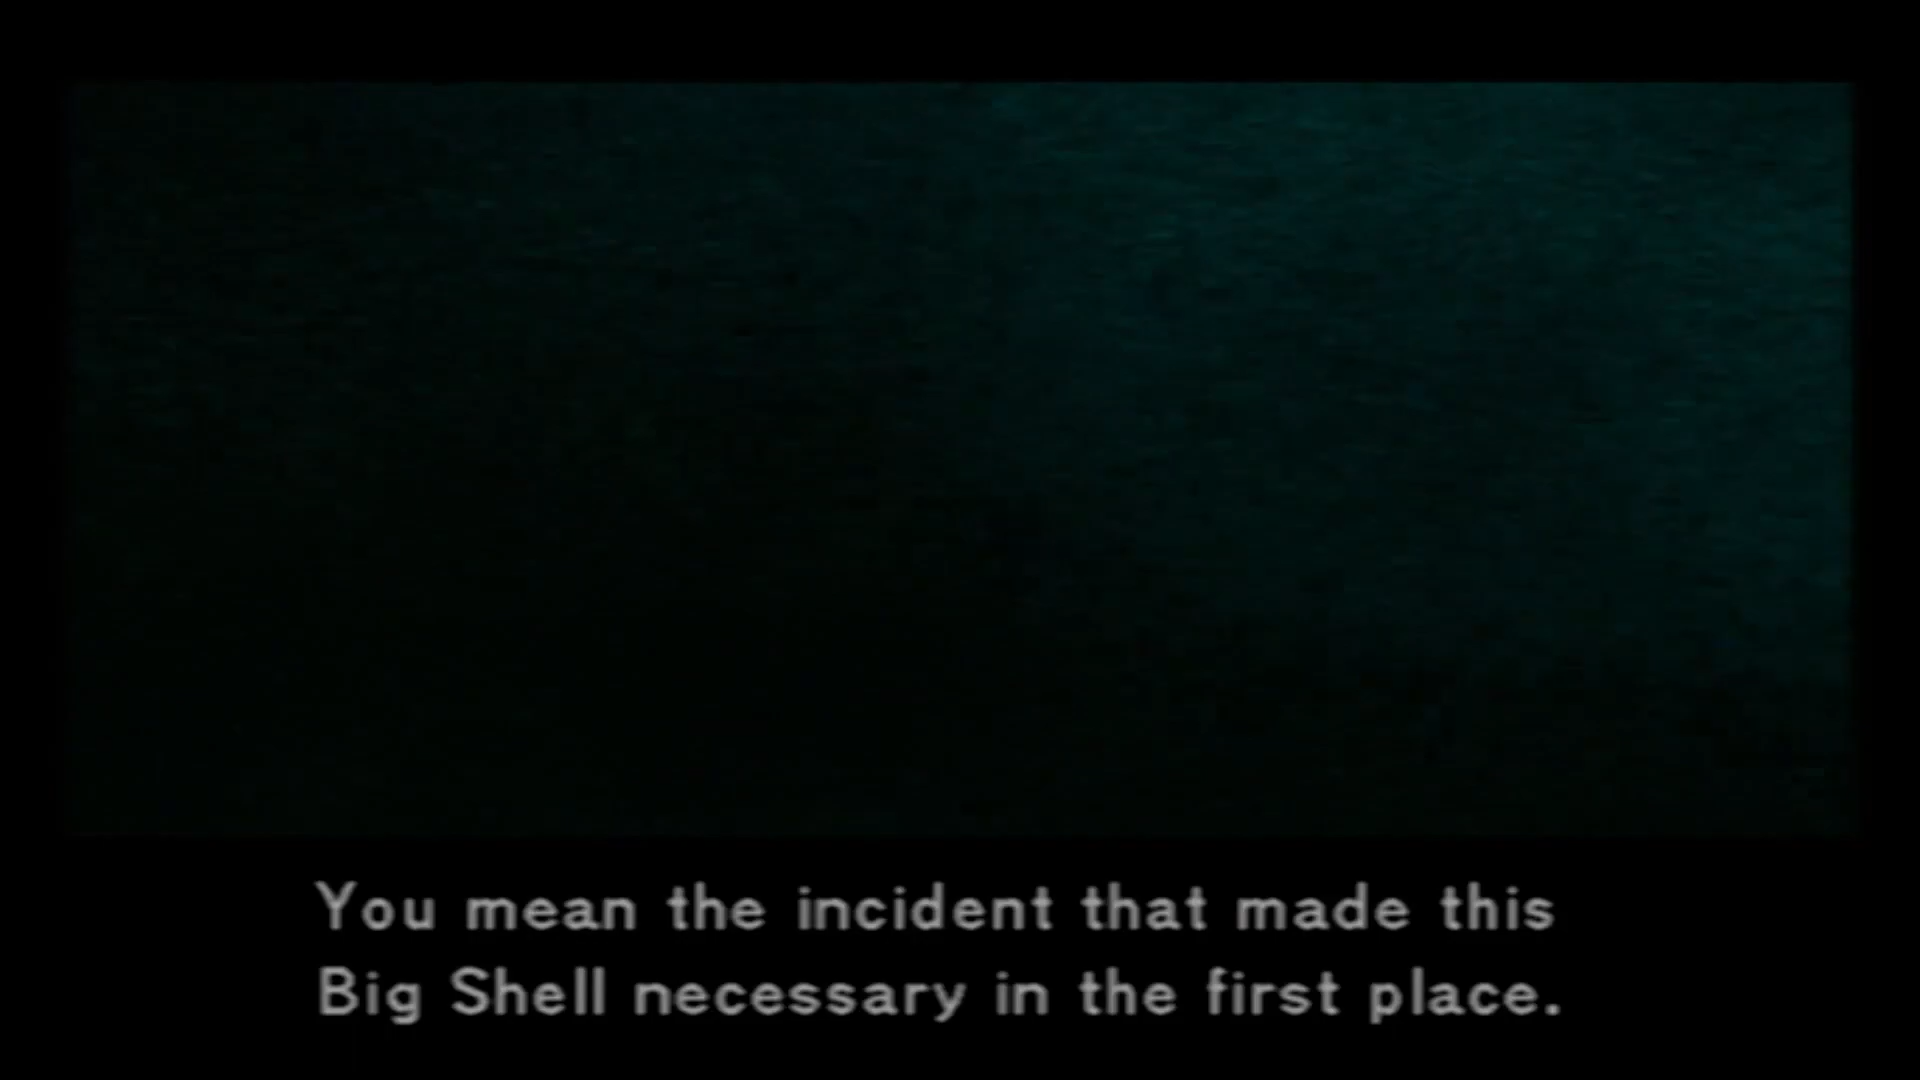 You mean the incident that made this
Big Shell necessary in the first place.